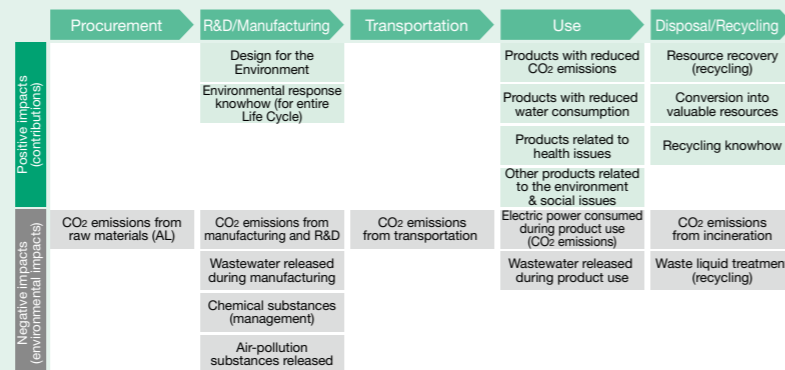 Procurement
R&D/Manufacturing
Transportation
Use
Disposal/Recycling
Positive impacts
(contributions)
Design for the
Environment
Environmental response
knowhow (for entire
Life Cycle)
Products with reduced
CO2 emissions
Products with reduced
water consumption
Products related to
health issues
Other products related
to the environment
& social issues
Resource recovery
(recycling)
Conversion into
valuable resources
Recycling knowhow
Negative impacts
(environmental impacts)
CO2 emissions from
raw materials (AL)
CO2 emissions from
manufacturing and R&D
Wastewater released
during manufacturing
Chemical substances
(management)
Air-pollution
substances released
CO2 emissions
from transportation
Electric power consumed
during product use
(CO2 emissions)
Wastewater released
during product use
CO2 emissions
from incineration
Waste liquid treatment
(recycling)